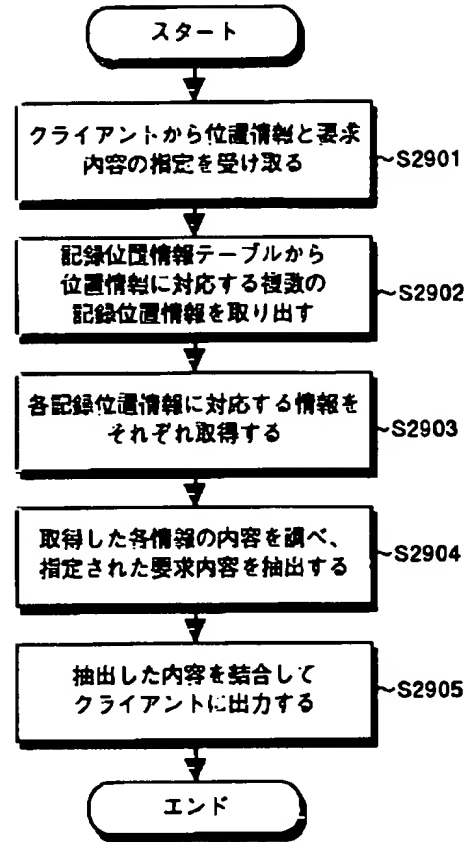 スタート
クライアントから位置情報と要求
内容の指定を受け取る
~S2901
記録位置情報テーブルから
位置情報に対応する複数の
記録位置情報を取り出す
~S2902
各記録位置情報に対応する情報を
それぞれ取得する
~S2903
取得した各情報の内容を調べ、
指定された要求内容を抽出する
~S2904
抽出した内容を結合して
クライアントに出力する
~S2905
エンド